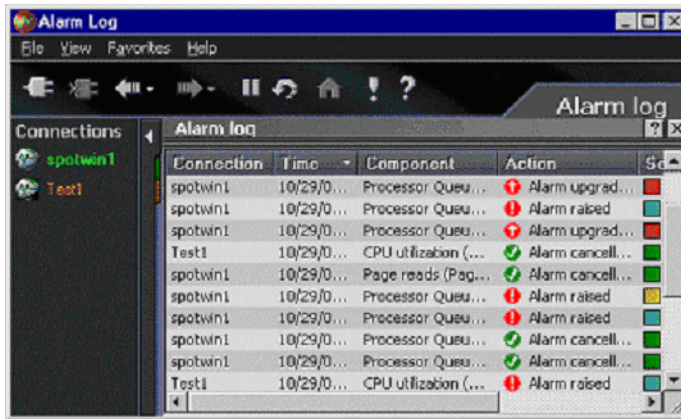 Alarm Log
File View Favorites Help
Alarm log
Connections
Alarm log
spotwin1
Test1
Connection Time Component Action Se
spotwin1 10/29/0... Processor Queu... Alarm upgrad...
spotwin1 10/29/0... Processor Queu... Alarm raised
spotwin1 10/29/0... Processor Queu... Alarm upgrad...
Test1 10/29/0... CPU utilization (... Alarm cancell...
spotwin1 10/29/0... Page reads (Pag... Alarm cancell...
spotwin1 10/29/0... Processor Queu... Alarm raised
spotwin1 10/29/0... Processor Queu... Alarm raised
spotwin1 10/29/0... Processor Queu... Alarm cancell...
spotwin1 10/29/0... Processor Queu... Alarm cancell...
Test1 10/29/0... CPU utilization (... Alarm raised